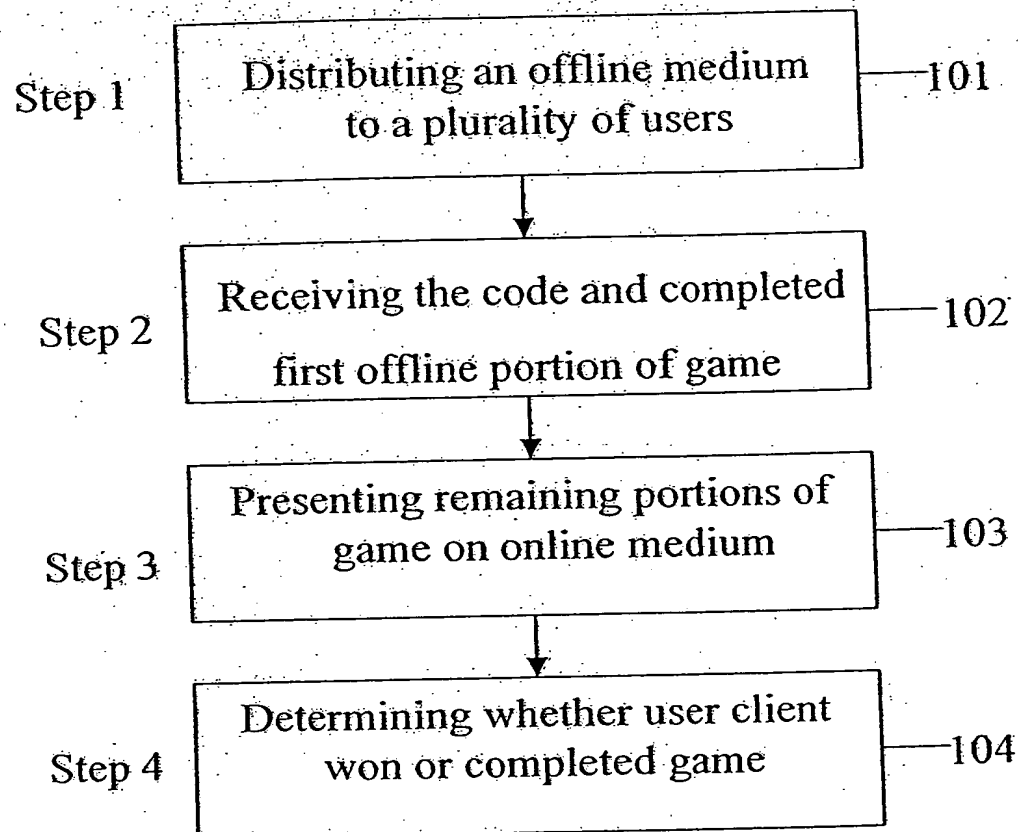 Step 1
Distributing an offline medium
to a plurality of users
101
Step 2
Receiving the code and completed
first offline portion of game
102
Step 3
Presenting remaining portions of
game on online medium
103
Step 4
Determining whether user client
won or completed game
104